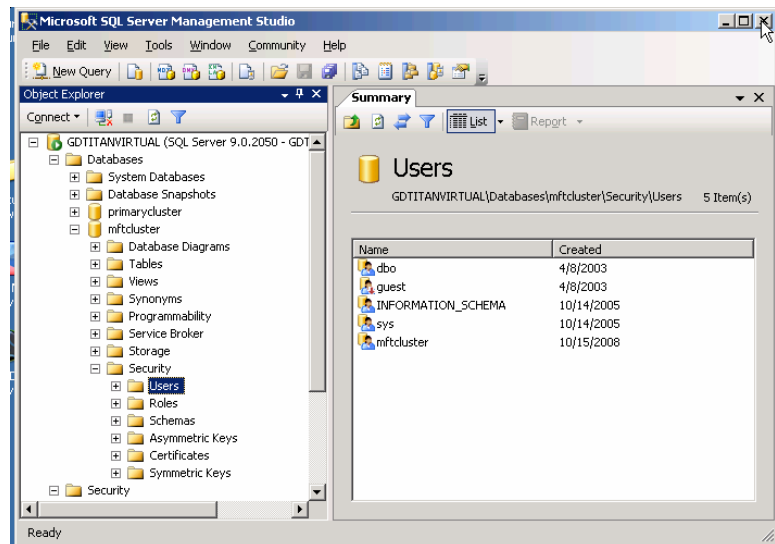 Microsoft SQL Server Management Studio
File Edit View Tools Window Community Help
New Query
Object Explorer
Connect
GDTITANVIRTUAL (SQL Server 9.0.2050 - GDT
Databases
System Databases
Database Snapshots
primarycluster
mftcluster
Database Diagrams
Tables
Views
Synonyms
Programmability
Service Broker
Storage
Security
Users
Roles
Schemas
Asymmetric Keys
Certificates
Symmetric Keys
Security
Summary
List Report
Users
GDTITANVIRTUAL\Databases\mftcluster\Security\Users 5 Item(s)
Name Created
dbo 4/8/2003
guest 4/8/2003
INFORMATION_SCHEMA 10/14/2005
sys 10/14/2005
mftcluster 10/15/2008
Ready